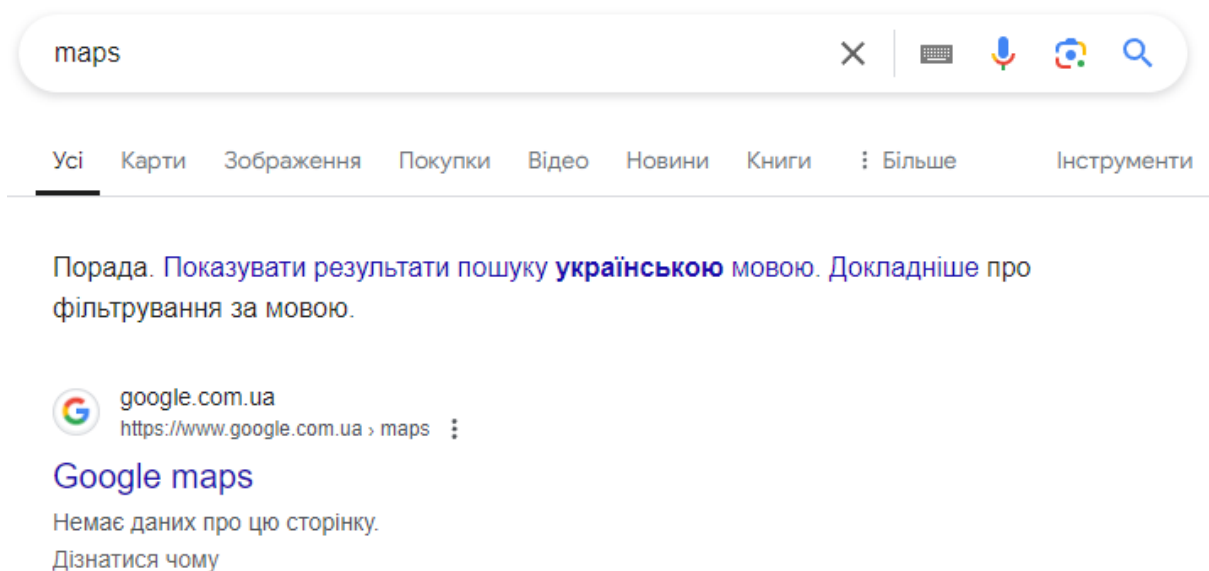 maps
Усі Карти Зображення Покупки Відео Новини Книги Більше Інструменти
Порада. Показувати результати пошуку українською мовою. Докладніше про
фільтрування за мовою.
google.com.ua
https://www.google.com.ua › maps
Google maps
Немає даних про цю сторінку.
Дізнатися чому